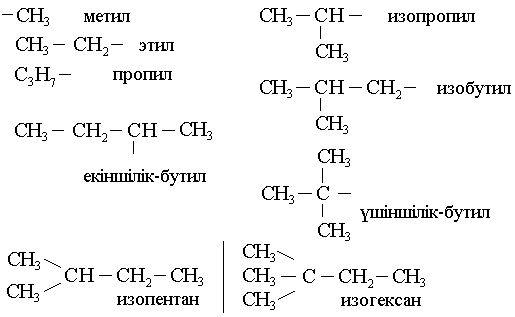 –CH₃ метил
CH₃ – CH₂ – этил
C₃H₇ – пропил
CH₃ – CH₂ – CH – CH₃
екіншілік-бутил
CH₃ – CH – изопропил
CH₃
CH₃ – CH – CH₂ – изобутил
CH₃
CH₃
CH₃ – C –
CH₃
үшіншілік-бутил
CH₃
CH – CH₂ – CH₃
CH₃
изопентан
CH₃
CH₃ – C – CH₂ – CH₃
CH₃
изогексан